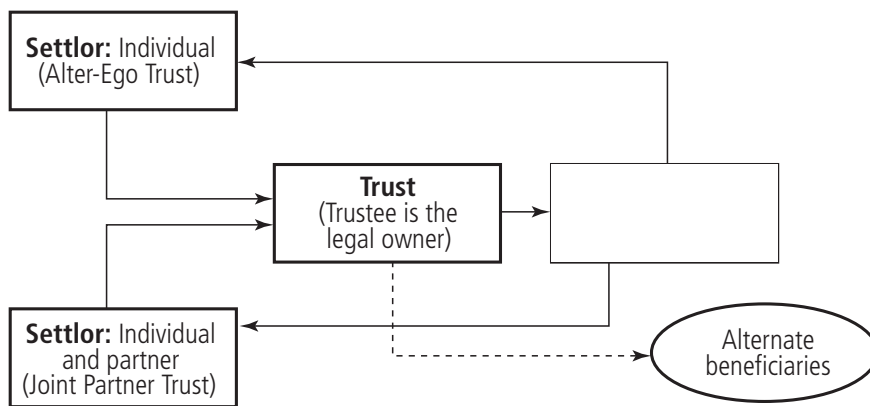 Settlor: Individual
(Alter-Ego Trust)
Trust
(Trustee is the
legal owner)
Settlor: Individual
and partner
(Joint Partner Trust)
Alternate
beneficiaries